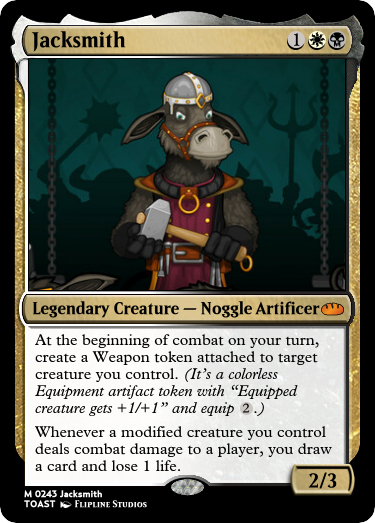 Jacksmith 1
Legendary Creature — Noggle Artificer
At the beginning of combat on your turn,
create a Weapon token attached to target
creature you control. (It's a colorless
Equipment artifact token with “Equipped
creature gets +1/+1” and equip 2.)
Whenever a modified creature you control
deals combat damage to a player, you draw
a card and lose 1 life.
2/3
M 0243 Jacksmith
TOAST Flipline Studios